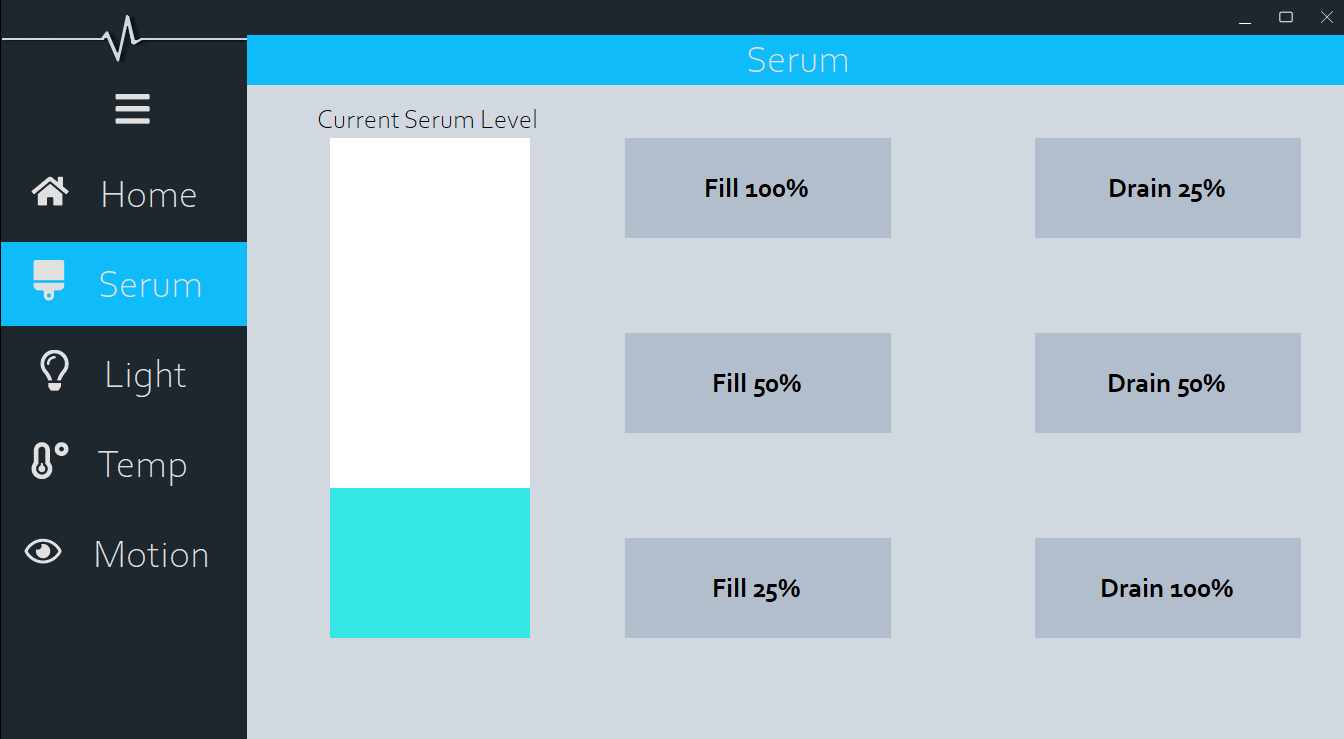 Serum
Home
Serum
Light
Temp
Motion
Current Serum Level
Fill 100%
Drain 25%
Fill 50%
Drain 50%
Fill 25%
Drain 100%